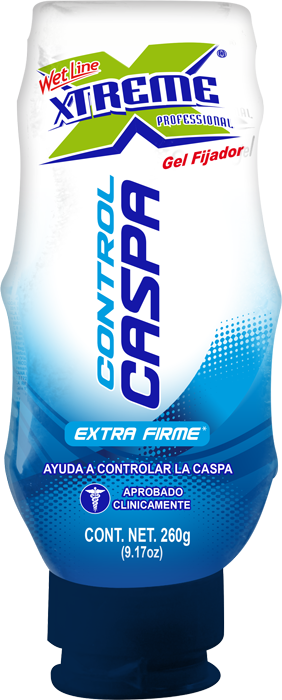 Wet Line
XTREME®
PROFESSIONAL
Gel Fijador
CONTROL
CASPA
EXTRA FIRME*
AYUDA A CONTROLAR LA CASPA
APROBADO
CLINICAMENTE
CONT. NET. 260g
(9.17oz)